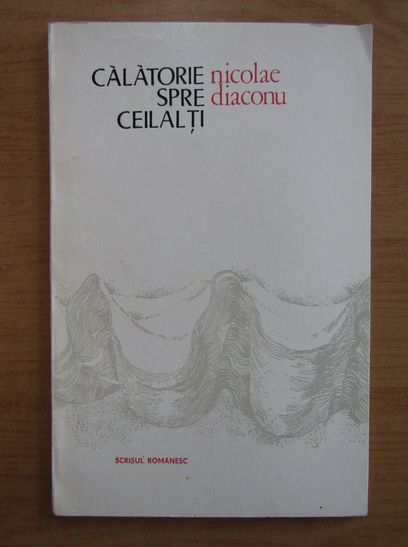 CĂLĂTORIE nicolae
SPRE diaconu
CEILALȚI
SCRISUL ROMÂNESC